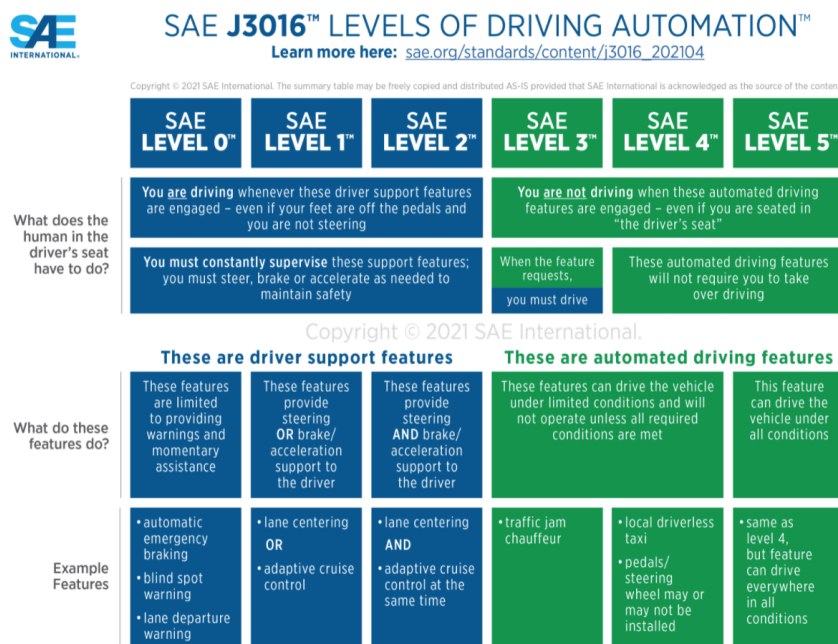 SAE
INTERNATIONAL®
SAE J3016™ LEVELS OF DRIVING AUTOMATION™
Learn more here: sae.org/standards/content/j3016_202104
Copyright © 2021 SAE International. The summary table may be freely copied and distributed AS-IS provided that SAE International is acknowledged as the source of the conten
SAE
LEVEL 0™
SAE
LEVEL 1™
SAE
LEVEL 2™
SAE
LEVEL 3™
SAE
LEVEL 4™
SAE
LEVEL 5™
What does the
human in the
driver's seat
have to do?
You are driving whenever these driver support features
are engaged – even if your feet are off the pedals and
you are not steering
You are not driving when these automated driving
features are engaged – even if you are seated in
“the driver's seat”
You must constantly supervise these support features;
you must steer, brake or accelerate as needed to
maintain safety
When the feature
requests,
you must drive
These automated driving features
will not require you to take
over driving
Copyright © 2021 SAE International.
These are driver support features
These are automated driving features
What do these
features do?
These features
are limited
to providing
warnings and
momentary
assistance
These features
provide
steering
OR brake/
acceleration
support to
the driver
These features
provide
steering
AND brake/
acceleration
support to
the driver
These features can drive the vehicle
under limited conditions and will
not operate unless all required
conditions are met
This feature
can drive the
vehicle under
all conditions
Example
Features
• automatic
emergency
braking
• blind spot
warning
• lane departure
warning
• lane centering
OR
• adaptive cruise
control
• lane centering
AND
• adaptive cruise
control at the
same time
• traffic jam
chauffeur
• local driverless
taxi
• pedals/
steering
wheel may or
may not be
installed
• same as
level 4,
but feature
can drive
everywhere
in all
conditions